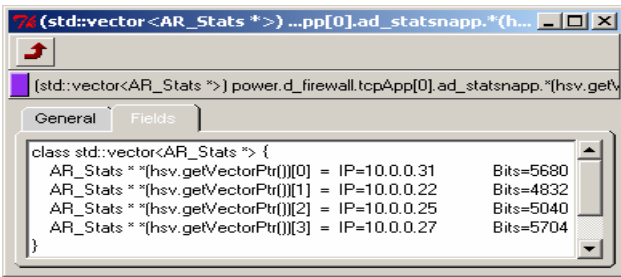 (std::vector<AR_Stats *>) ...pp[0].ad_statsnapp.*(h...
(std::vector<AR_Stats *>) power.d_firewall.tcpApp[0].ad_statsnapp.*(hsv.getV
General Fields
class std::vector<AR_Stats *> {
AR_Stats * *(hsv.getVectorPtr())[0] = IP=10.0.0.31 Bits=5680
AR_Stats * *(hsv.getVectorPtr())[1] = IP=10.0.0.22 Bits=4832
AR_Stats * *(hsv.getVectorPtr())[2] = IP=10.0.0.25 Bits=5040
AR_Stats * *(hsv.getVectorPtr())[3] = IP=10.0.0.27 Bits=5704
}